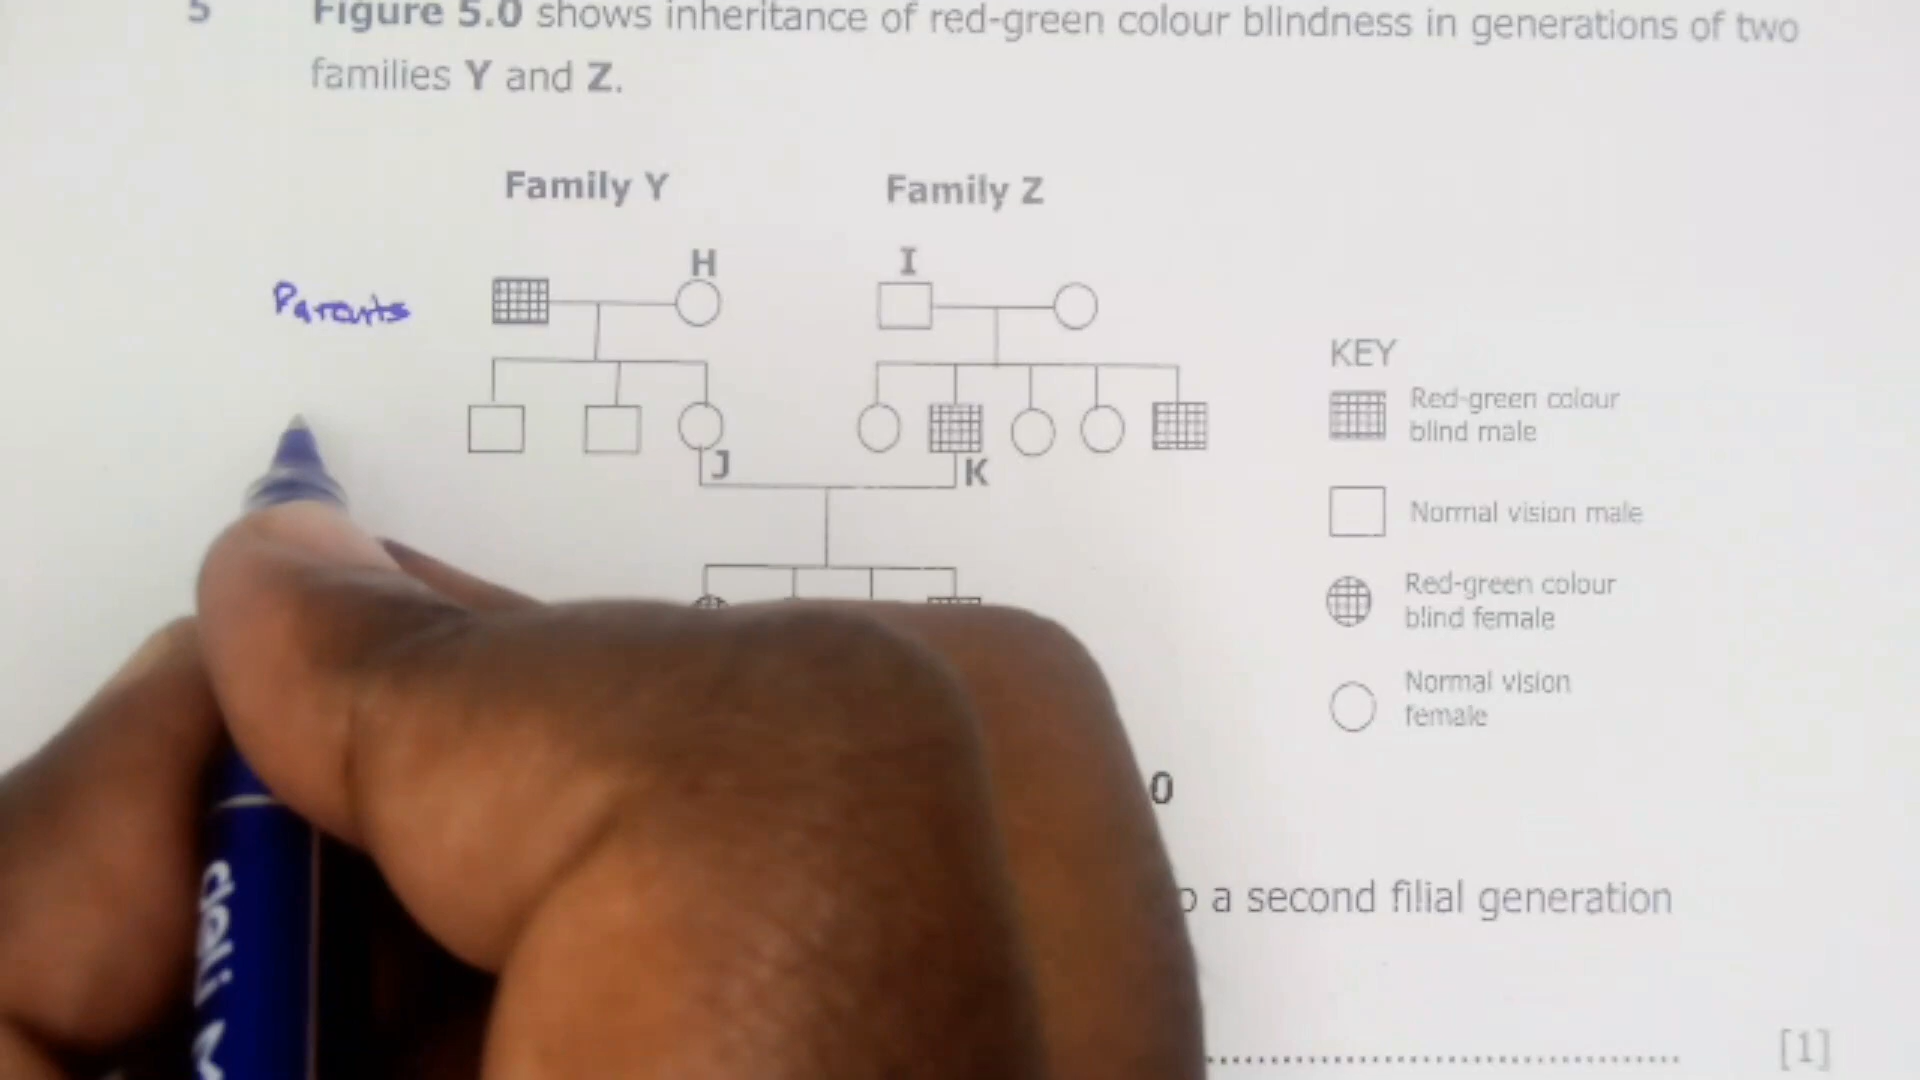 5 Figure 5.0 shows inheritance of red-green colour blindness in generations of two
families Y and Z.
Family Y Family Z
H I
Parents
J K
KEY
Red-green colour
blind male
Normal vision male
Red-green colour
blind female
Normal vision
female
0
a second filial generation
[1]
deli